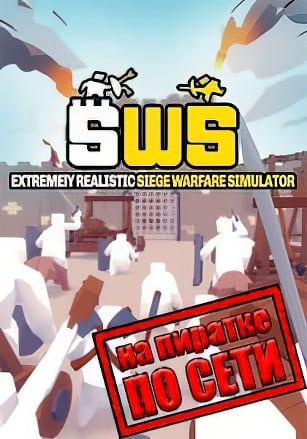 SWS
EXTREMELY REALISTIC SIEGE WARFARE SIMULATOR
на пиратке
ПО СЕТИ